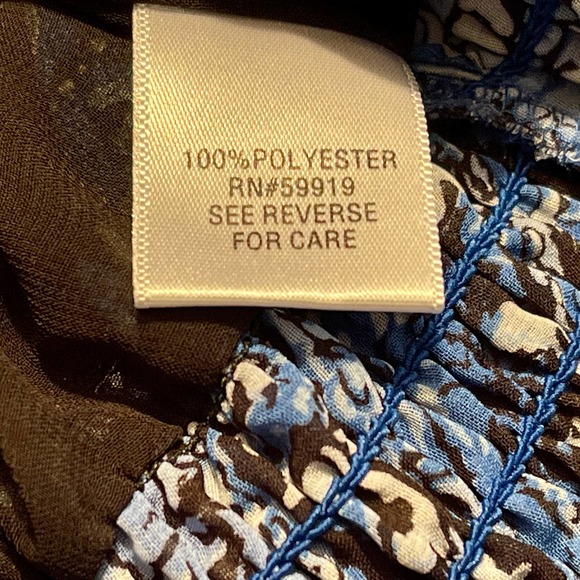 100%POLYESTER
RN#59919
SEE REVERSE
FOR CARE